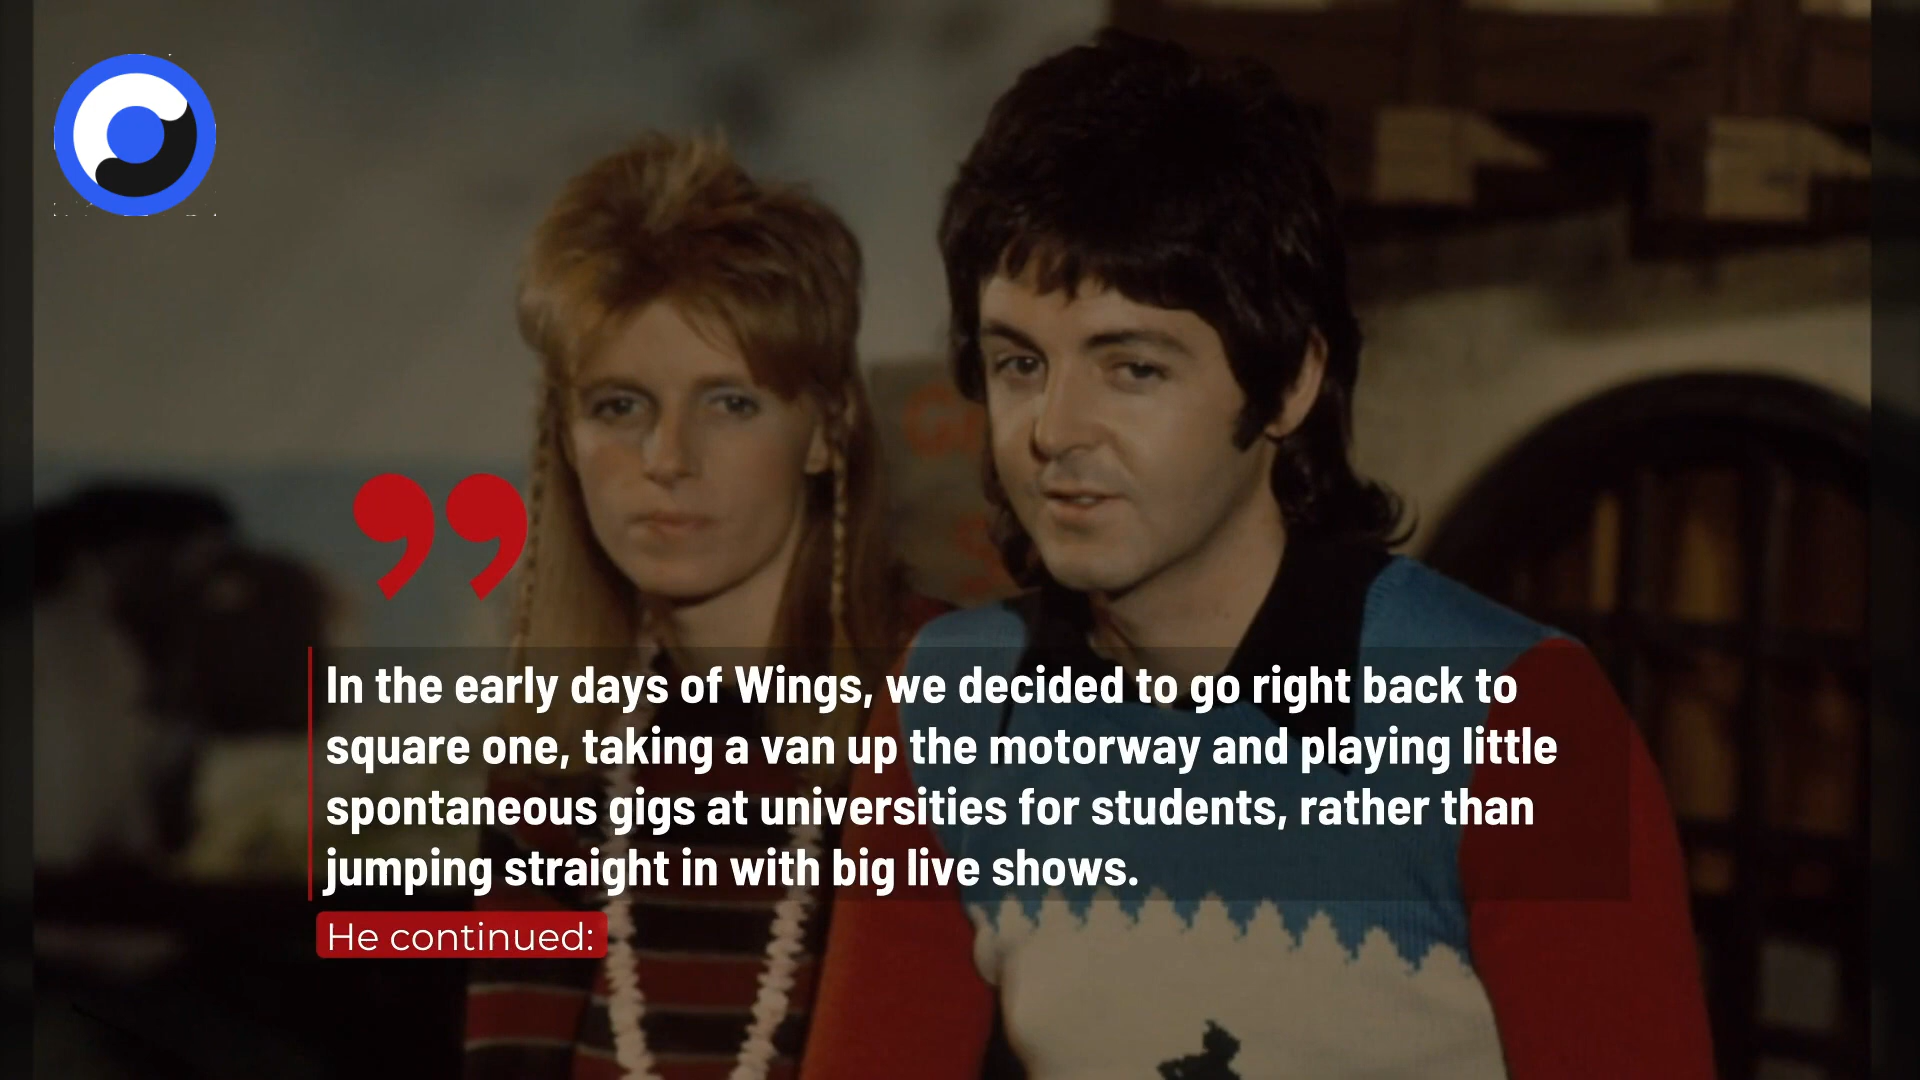 In the early days of Wings, we decided to go right back to
square one, taking a van up the motorway and playing little
spontaneous gigs at universities for students, rather than
jumping straight in with big live shows.
He continued: